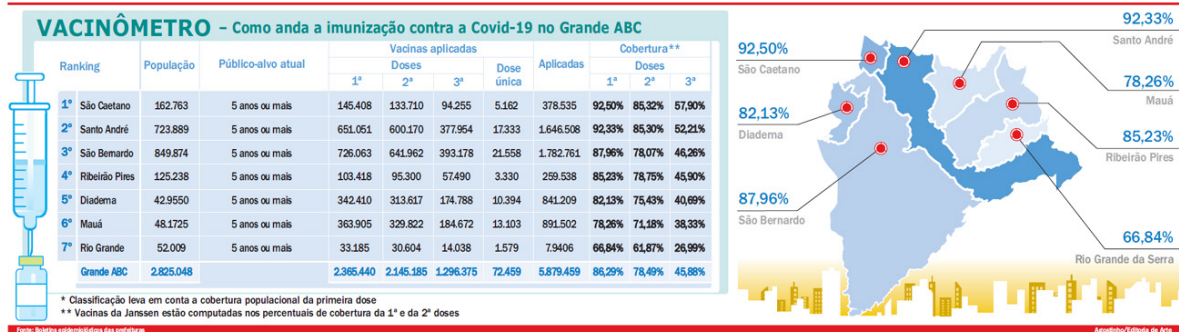 VACINÔMETRO – Como anda a imunização contra a Covid-19 no Grande ABC
Ranking População Público-alvo atual Vacinas aplicadas Aplicadas Cobertura**
Doses Dose única Doses
1ª 2ª 3ª 1ª 2ª 3ª
1º São Caetano 162.763 5 anos ou mais 145.408 133.710 94.255 5.162 378.535 92,50% 85,32% 57,90%
2º Santo André 723.889 5 anos ou mais 651.051 600.170 377.954 17.333 1.646.508 92,33% 85,30% 52,21%
3º São Bernardo 849.874 5 anos ou mais 726.063 641.962 393.178 21.558 1.782.761 87,96% 78,07% 46,26%
4º Ribeirão Pires 125.238 5 anos ou mais 103.418 95.300 57.490 3.330 259.538 85,23% 78,75% 45,90%
5º Diadema 42.9550 5 anos ou mais 342.410 313.617 174.788 10.394 841.209 82,13% 75,43% 40,69%
6º Mauá 48.1725 5 anos ou mais 363.905 329.822 184.672 13.103 891.502 78,26% 71,18% 38,33%
7º Rio Grande 52.009 5 anos ou mais 33.185 30.604 14.038 1.579 7.9406 66,84% 61,87% 26,99%
Grande ABC 2.825.048 2.365.440 2.145.185 1.296.375 72.459 5.879.459 86,29% 78,49% 45,88%
* Classificação leva em conta a cobertura populacional da primeira dose
** Vacinas da Janssen estão computadas nos percentuais de cobertura da 1ª e da 2ª doses
92,33%
Santo André
92,50%
São Caetano
78,26%
Mauá
82,13%
Diadema
85,23%
Ribeirão Pires
87,96%
São Bernardo
66,84%
Rio Grande da Serra
Fonte: Boletins epidemiológicos das prefeituras
Agostinho/Editoria de Arte